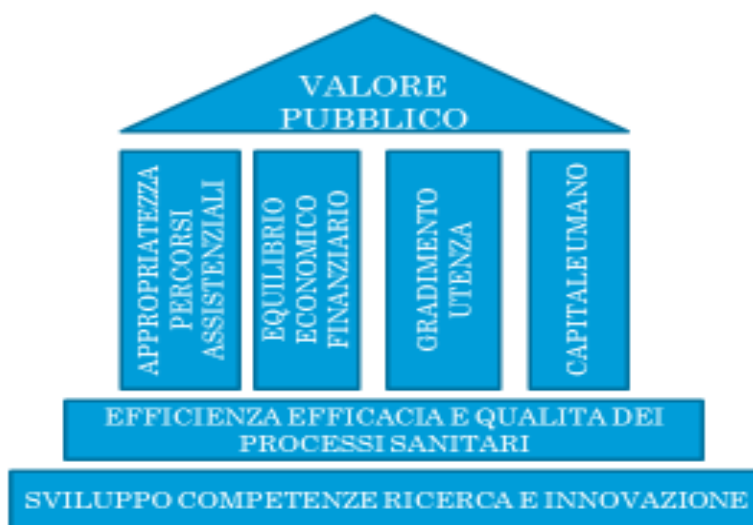 VALORE
PUBBLICO
APPROPRIATEZZA
PERCORSI
ASSISTENZIALI
EQUILIBRIO
ECONOMICO
FINANZIARIO
GRADIMENTO
UTENZA
CAPITALE UMANO
EFFICIENZA EFFICACIA E QUALITA DEI
PROCESSI SANITARI
SVILUPPO COMPETENZE RICERCA E INNOVAZIONE